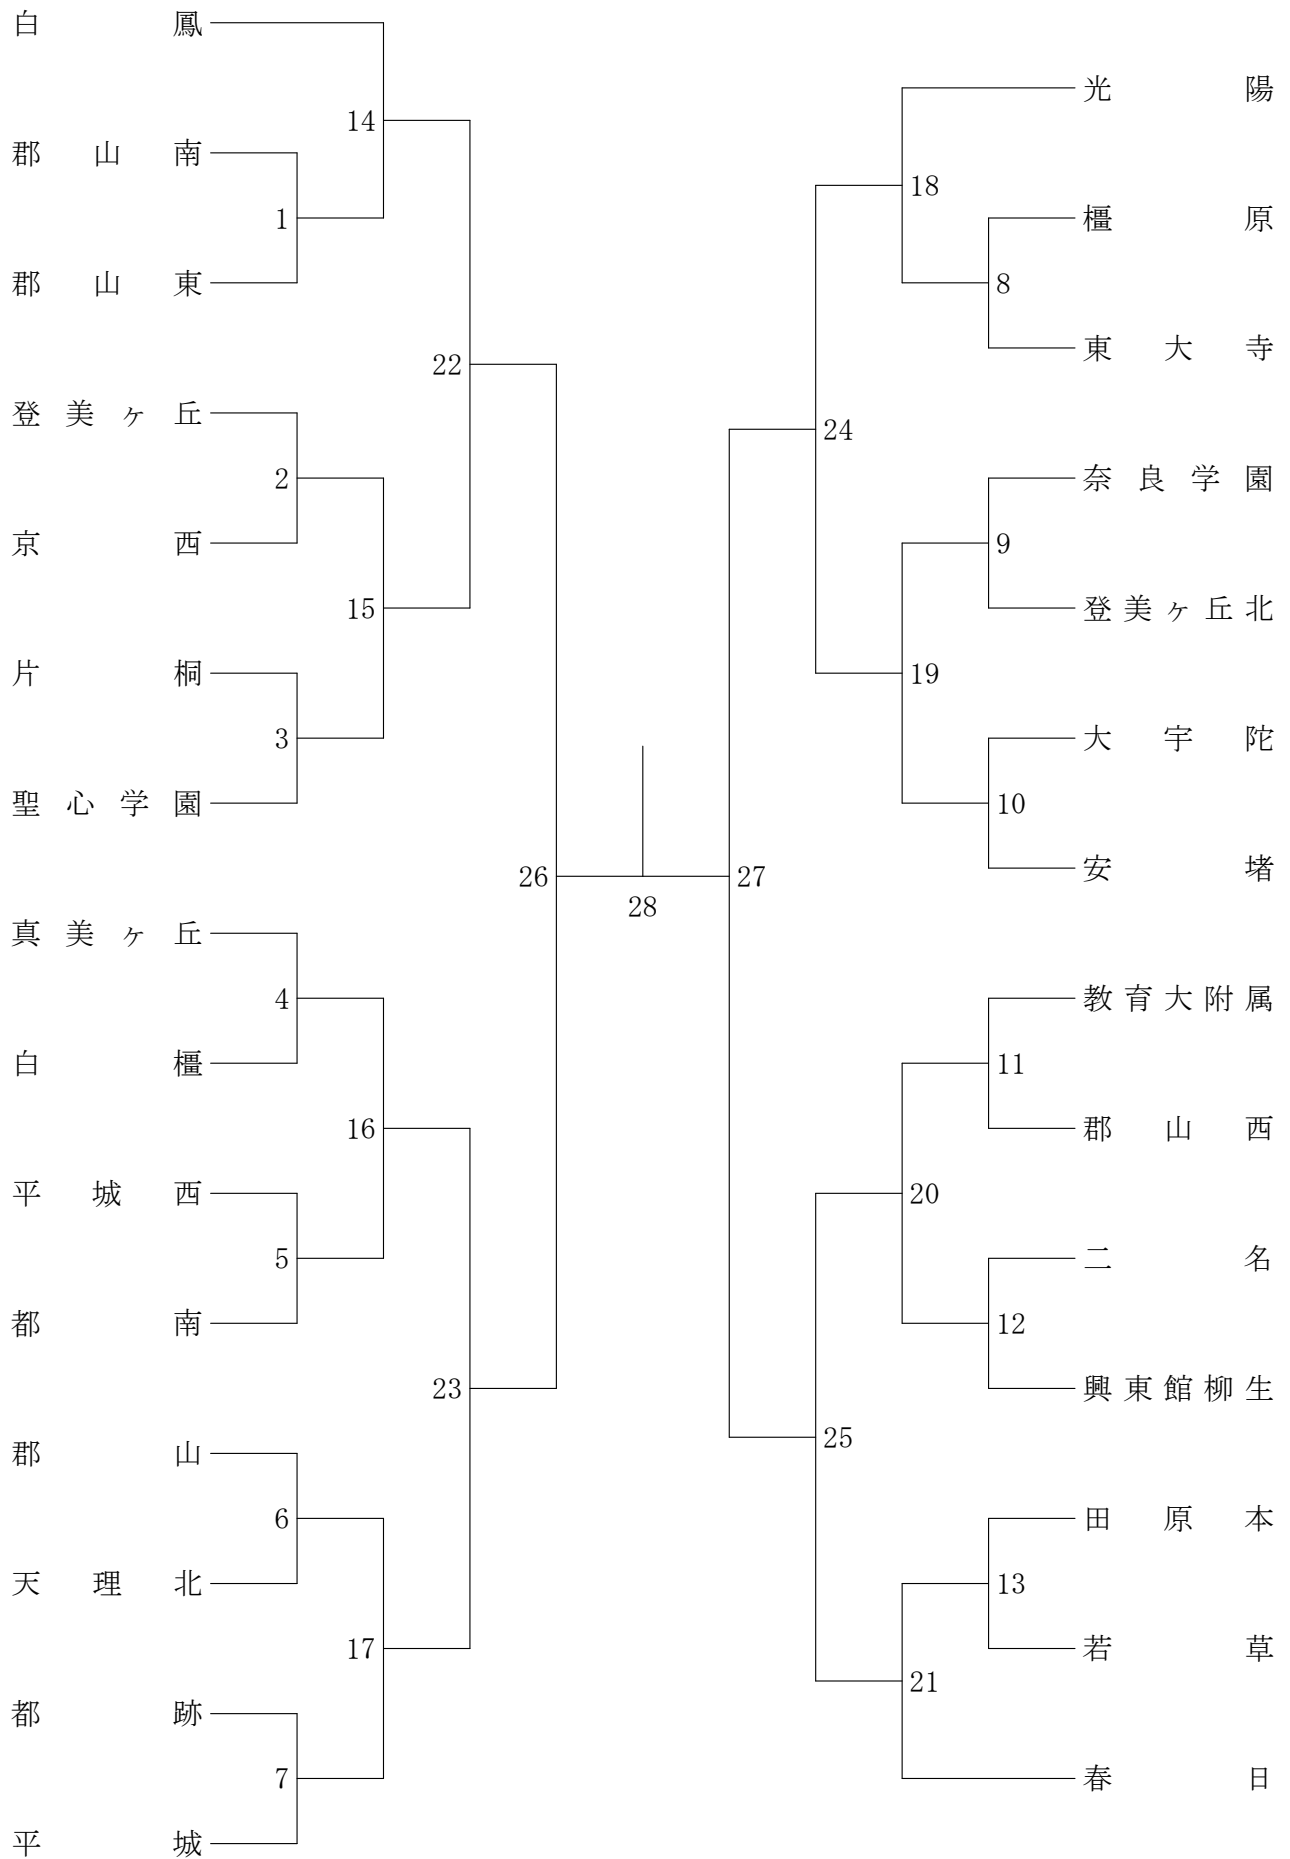 白鳳
郡山南
郡山東
登美ヶ丘
京西
片桐
聖心学園
真美ヶ丘
白橿
平城西
都南
郡山
天理北
都跡
平城
14
1
22
2
15
3
26
4
16
5
23
6
17
7
28
光陽
橿原
東大寺
奈良学園
登美ヶ丘北
大宇陀
安堵
教育大附属
郡山西
二名
興東館柳生
田原本
若草
春日
18
8
24
9
19
10
27
11
20
12
25
13
21